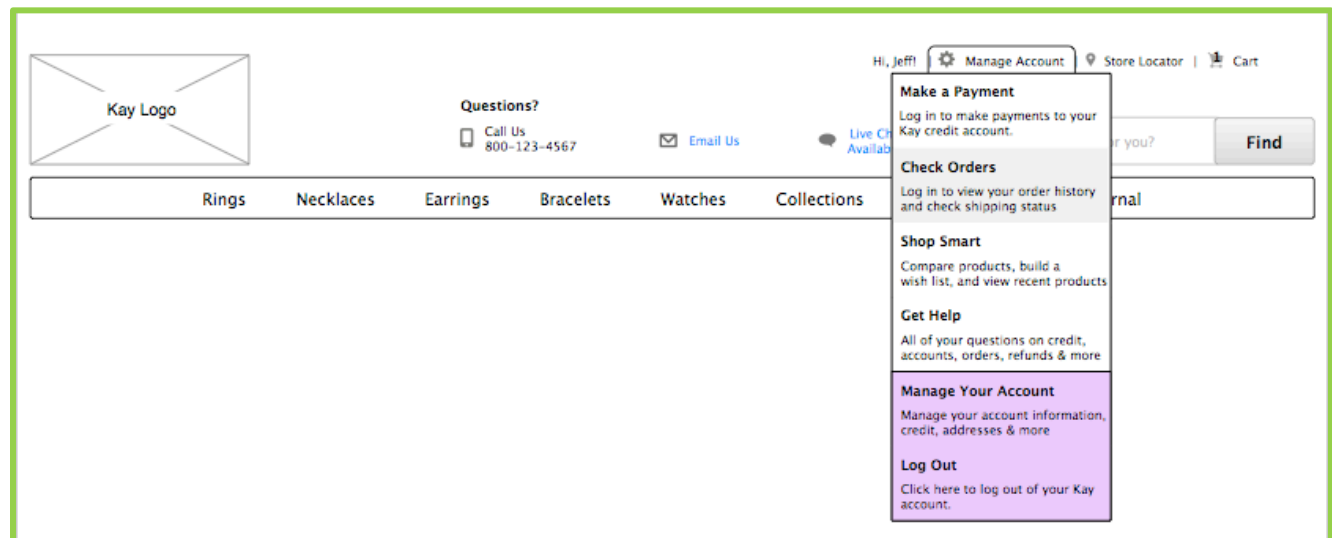 Hi, Jeff! | Manage Account | Store Locator | 1 Cart
Kay Logo
Questions?
Call Us
800-123-4567
Email Us
Live
Find
you?
Rings Necklaces Earrings Bracelets Watches Collections
Make a Payment
Log in to make payments to your
Kay credit account.
Check Orders
Log in to view your order history
and check shipping status
Shop Smart
Compare products, build a
wish list, and view recent products
Get Help
All of your questions on credit,
accounts, orders, refunds & more
Manage Your Account
Manage your account information,
credit, addresses & more
Log Out
Click here to log out of your Kay
account.